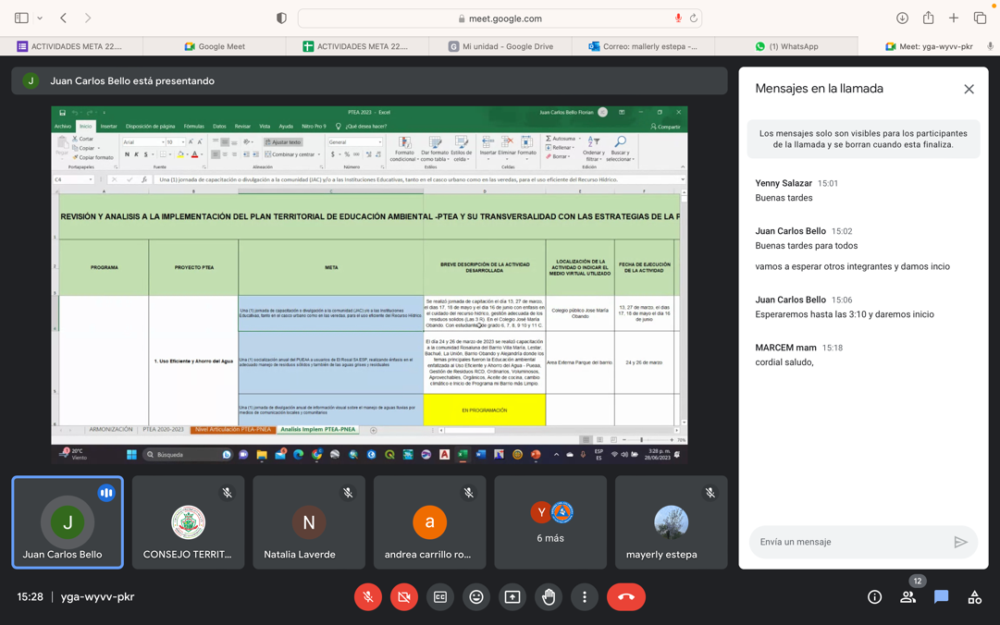 meet.google.com
ACTIVIDADES META 22....
Google Meet
ACTIVIDADES META 22....
Mi unidad - Google Drive
Correo: mallerly estepa -...
(1) WhatsApp
Meet: yga-wyvv-pkr
J
Juan Carlos Bello está presentando
PTEA 2023 - Excel
Juan Carlos Bello Florian
Archivo
Inicio
Insertar
Disposición de página
Fórmulas
Datos
Revisar
Vista
Ayuda
Nitro Pro 9
¿Qué desea hacer?
Compartir
Pegar
Cortar
Copiar
Copiar formato
Portapapeles
Arial
10
N K S
Fuente
Ajustar texto
Combinar y centrar
Alineación
General
Número
Formato condicional
Dar formato como tabla
Estilos de celda
Estilos
Insertar
Eliminar
Formato
Celdas
Autosuma
Rellenar
Borrar
Ordenar y filtrar
Buscar y seleccionar
Edición
C4
Una (1) jornada de capacitación o divulgación a la comunidad (JAC) y/o a las Instituciones Educativas, tanto en el casco urbano como en las veredas, para el uso eficiente del Recurso Hídrico.
A
B
C
D
E
F
REVISIÓN Y ANALISIS A LA IMPLEMENTACIÓN DEL PLAN TERRITORIAL DE EDUCACIÓN AMBIENTAL -PTEA Y SU TRANSVERSALIDAD CON LAS ESTRATEGIAS DE LA P
PROGRAMA
PROYECTO PTEA
META
BREVE DESCRIPCIÓN DE LA ACTIVIDAD
DESARROLLADA
LOCALIZACIÓN DE LA
ACTIVIDAD O INDICAR EL
MEDIO VIRTUAL UTILIZADO
FECHA DE EJECUCIÓN
DE LA ACTIVIDAD
Una (1) jornada de capacitación o divulgación a la comunidad (JAC) y/o a las Instituciones
Educativas, tanto en el casco urbano como en las veredas, para el uso eficiente del Recurso Hídrico.
Se realizó jornada de capitación el día 13, 27 de marzo,
el dias 17, 16 de mayo y el dia 16 de junio con enfasis en
el cuidado del recurso hidrico, gestión adecuada de los
residuos solidos (Las 3 R). En el Colegio José María
Obando. Con estudiantes de grado 6, 7, 8, 9 10 y 11 C.
Colegio público Jose Maria
Obando
13, 27 de marzo, el dias
17, 18 de mayo el dia 16
de junio
1. Uso Eficiente y Ahorro del Agua
Una (1) socialización anual del PUEAA a usuarios de El Rosal SA ESP, realizando énfasis en el
adecuado manejo de residuos sólidos y también de las aguas grises y residuales
El día 24 y 26 de marzo de 2023 se realizó capacitación
a la comunidad Rosaluna del Barrio Villa María, Lestar,
Bachué, La Unión, Barrio Obando y Alejandría donde los
temas principales fueron la Educación ambiental
enfatizada al Uso Eficiente y Ahorro del Agua - Pueaa,
Gestión de Residuos RCD, Ordinarios, Voluminosos,
Aprovechables, Orgánicos, Aceite de cocina, cambio
climático e inicio de Programa mi Barrio más Limpio
Area Externa Parque del barrio.
24 y 26 de marzo
Una (1) jornada de divulgación anual de información visual sobre el manejo de aguas lluvias por
medios de comunicación locales y comunitarios
EN PROGRAMACIÓN
ARMONIZACIÓN
PTEA 2020-2023
Nivel Articulación PTEA-PNEA
Analisis Implem PTEA-PNEA
70%
20°C
Viento
Búsqueda
ESP
ES
3:28 p. m.
28/06/2023
J
Juan Carlos Bello
CONSEJO TERRIT...
N
Natalia Laverde
a
andrea carrillo ro...
Y
6 más
mayerly estepa
15:28 | yga-wyvv-pkr
12
Mensajes en la llamada
Los mensajes solo son visibles para los participantes
de la llamada y se borran cuando esta finaliza.
Yenny Salazar 15:01
Buenas tardes
Juan Carlos Bello 15:02
Buenas tardes para todos
vamos a esperar otros integrantes y damos incio
Juan Carlos Bello 15:06
Esperaremos hasta las 3:10 y daremos inicio
MARCEM mam 15:18
cordial saludo,
Envía un mensaje